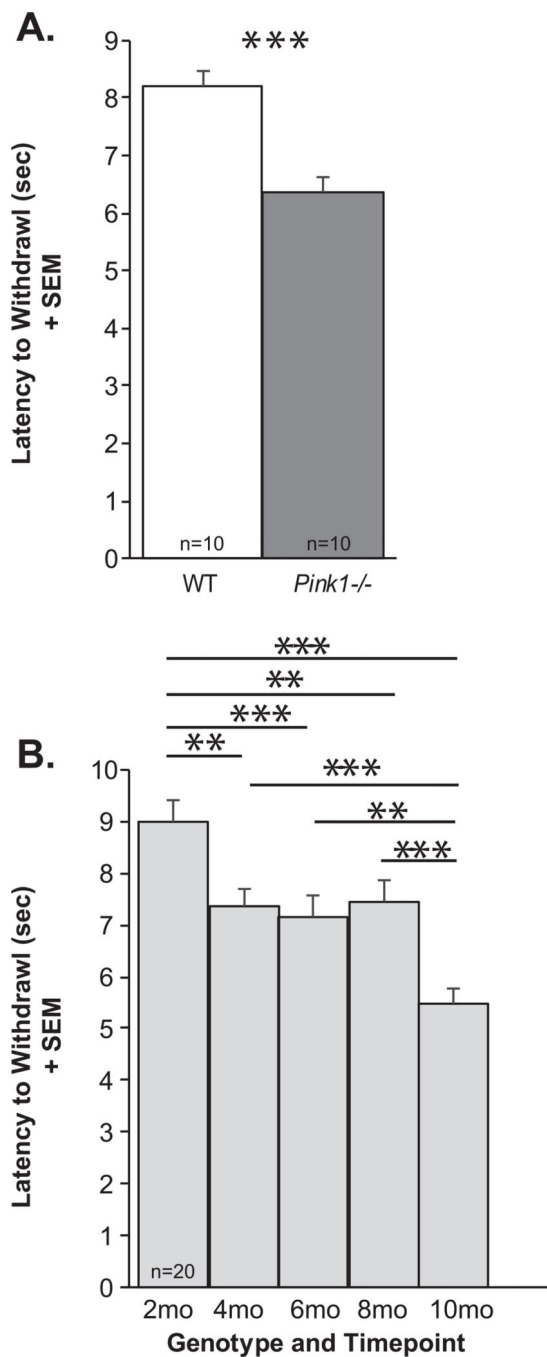 A.
***
Latency to Withdrawl (sec)
+ SEM
9
8
7
6
5
4
3
2
1
0
n=10
n=10
WT
Pink1-/-
***
**
***
**
B.
***
**
***
Latency to Withdrawl (sec)
+ SEM
10
9
8
7
6
5
4
3
2
1
0
n=20
2mo 4mo 6mo 8mo 10mo
Genotype and Timepoint